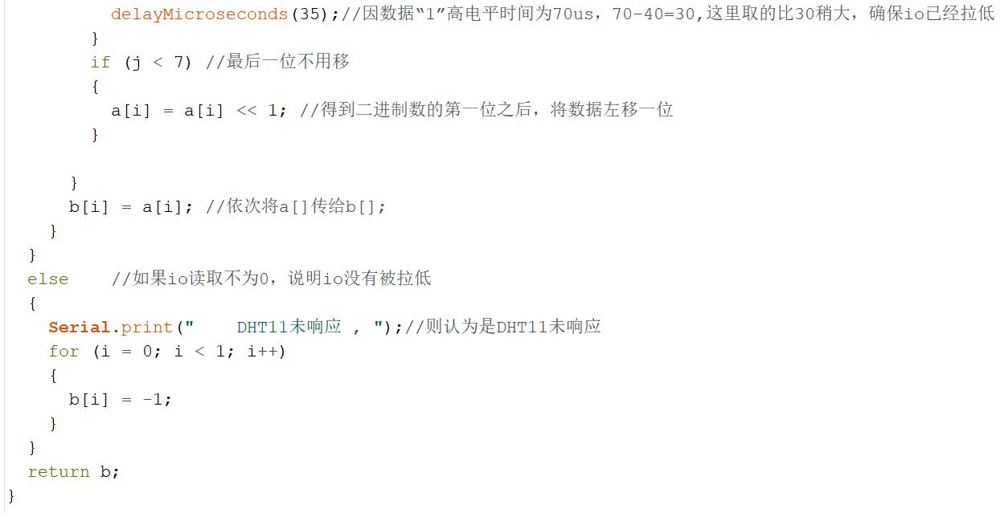 delayMicroseconds(35);//因数据“1”高电平时间为70us，70-40=30,这里取的比30稍大，确保io已经拉低
}
if (j < 7) //最后一位不用移
{
a[i] = a[i] << 1; //得到二进制数的第一位之后，将数据左移一位
}
}
b[i] = a[i]; //依次将a[]传给b[];
}
}
else    //如果io读取不为0，说明io没有被拉低
{
Serial.print("    DHT11未响应 , ");//则认为是DHT11未响应
for (i = 0; i < 1; i++)
{
b[i] = -1;
}
}
return b;
}